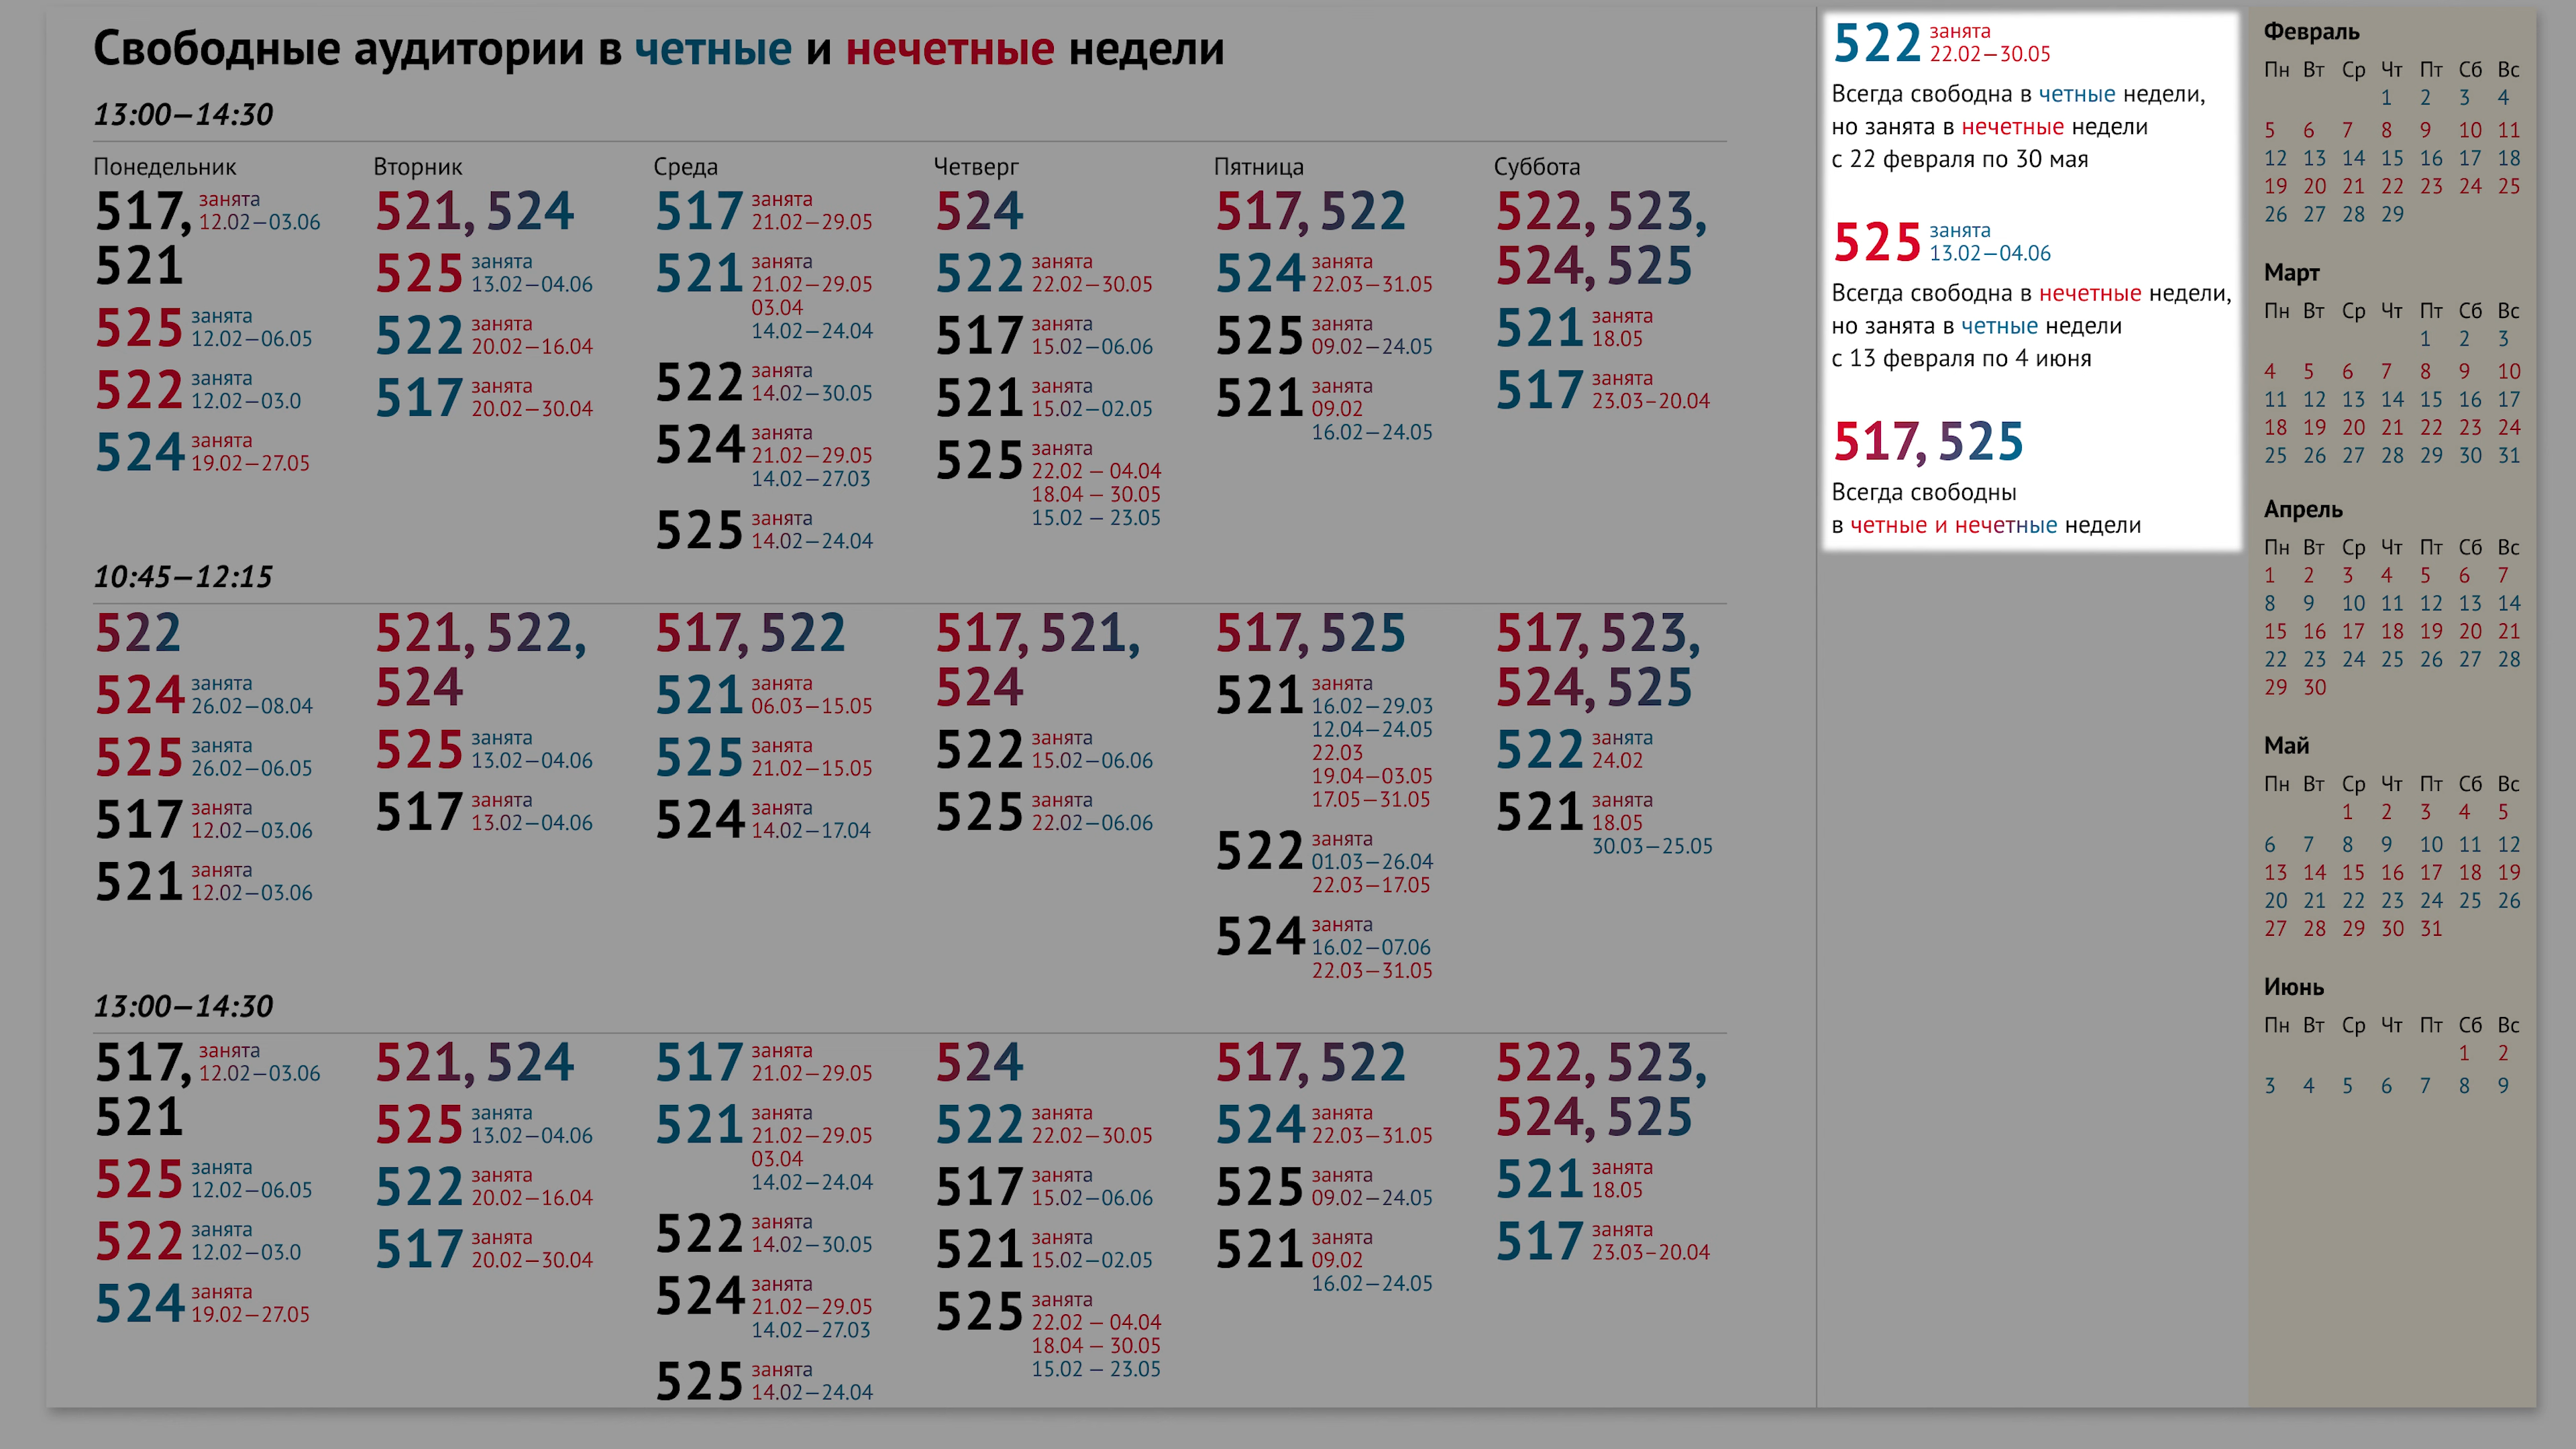 Свободные аудитории в четные и нечетные недели
13:00—14:30
Понедельник
517, занята
12.02—03.06
521
525 занята
12.02—06.05
522 занята
12.02—03.0
524 занята
19.02—27.05
Вторник
521, 524
525 занята
13.02—04.06
522 занята
20.02—16.04
517 занята
20.02—30.04
Среда
517 занята
21.02—29.05
521 занята
21.02—29.05
03.04
14.02—24.04
522 занята
14.02—30.05
524 занята
21.02—29.05
14.02—27.03
525 занята
14.02—24.04
Четверг
524
522 занята
22.02—30.05
517 занята
15.02—06.06
521 занята
15.02—02.05
525 занята
22.02 — 04.04
18.04 — 30.05
15.02 — 23.05
Пятница
517, 522
524 занята
22.03—31.05
525 занята
09.02—24.05
521 занята
09.02
16.02—24.05
Суббота
522, 523,
524, 525
521 занята
18.05
517 занята
23.03–20.04
10:45—12:15
522
524 занята
26.02—08.04
525 занята
26.02—06.05
517 занята
12.02—03.06
521 занята
12.02—03.06
521, 522,
524
525 занята
13.02—04.06
517 занята
13.02—04.06
517, 522
521 занята
06.03—15.05
525 занята
21.02—15.05
524 занята
14.02—17.04
517, 521,
524
522 занята
15.02—06.06
525 занята
22.02—06.06
517, 525
521 занята
16.02—29.03
12.04—24.05
22.03
19.04—03.05
17.05—31.05
522 занята
01.03—26.04
22.03—17.05
524 занята
16.02—07.06
22.03—31.05
517, 523,
524, 525
522 занята
24.02
521 занята
18.05
30.03—25.05
13:00—14:30
517, занята
12.02—03.06
521
525 занята
12.02—06.05
522 занята
12.02—03.0
524 занята
19.02—27.05
521, 524
525 занята
13.02—04.06
522 занята
20.02—16.04
517 занята
20.02—30.04
517 занята
21.02—29.05
521 занята
21.02—29.05
03.04
14.02—24.04
522 занята
14.02—30.05
524 занята
21.02—29.05
14.02—27.03
525 занята
14.02—24.04
524
522 занята
22.02—30.05
517 занята
15.02—06.06
521 занята
15.02—02.05
525 занята
22.02 — 04.04
18.04 — 30.05
15.02 — 23.05
517, 522
524 занята
22.03—31.05
525 занята
09.02—24.05
521 занята
09.02
16.02—24.05
522, 523,
524, 525
521 занята
18.05
517 занята
23.03–20.04
522 занята
22.02—30.05
Всегда свободна в четные недели,
но занята в нечетные недели
с 22 февраля по 30 мая
525 занята
13.02—04.06
Всегда свободна в нечетные недели,
но занята в четные недели
с 13 февраля по 4 июня
517, 525
Всегда свободны
в четные и нечетные недели
Февраль
Пн Вт Ср Чт Пт Сб Вс
1 2 3 4
5 6 7 8 9 10 11
12 13 14 15 16 17 18
19 20 21 22 23 24 25
26 27 28 29
Март
Пн Вт Ср Чт Пт Сб Вс
1 2 3
4 5 6 7 8 9 10
11 12 13 14 15 16 17
18 19 20 21 22 23 24
25 26 27 28 29 30 31
Апрель
Пн Вт Ср Чт Пт Сб Вс
1 2 3 4 5 6 7
8 9 10 11 12 13 14
15 16 17 18 19 20 21
22 23 24 25 26 27 28
29 30
Май
Пн Вт Ср Чт Пт Сб Вс
1 2 3 4 5
6 7 8 9 10 11 12
13 14 15 16 17 18 19
20 21 22 23 24 25 26
27 28 29 30 31
Июнь
Пн Вт Ср Чт Пт Сб Вс
1 2
3 4 5 6 7 8 9